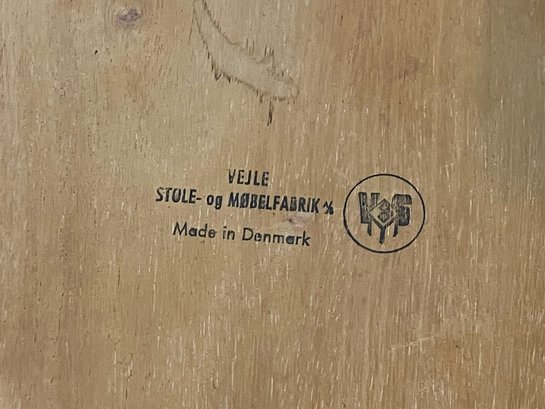 VEJLE
STOLE- og MØBELFABRIK A/S
Made in Denmark